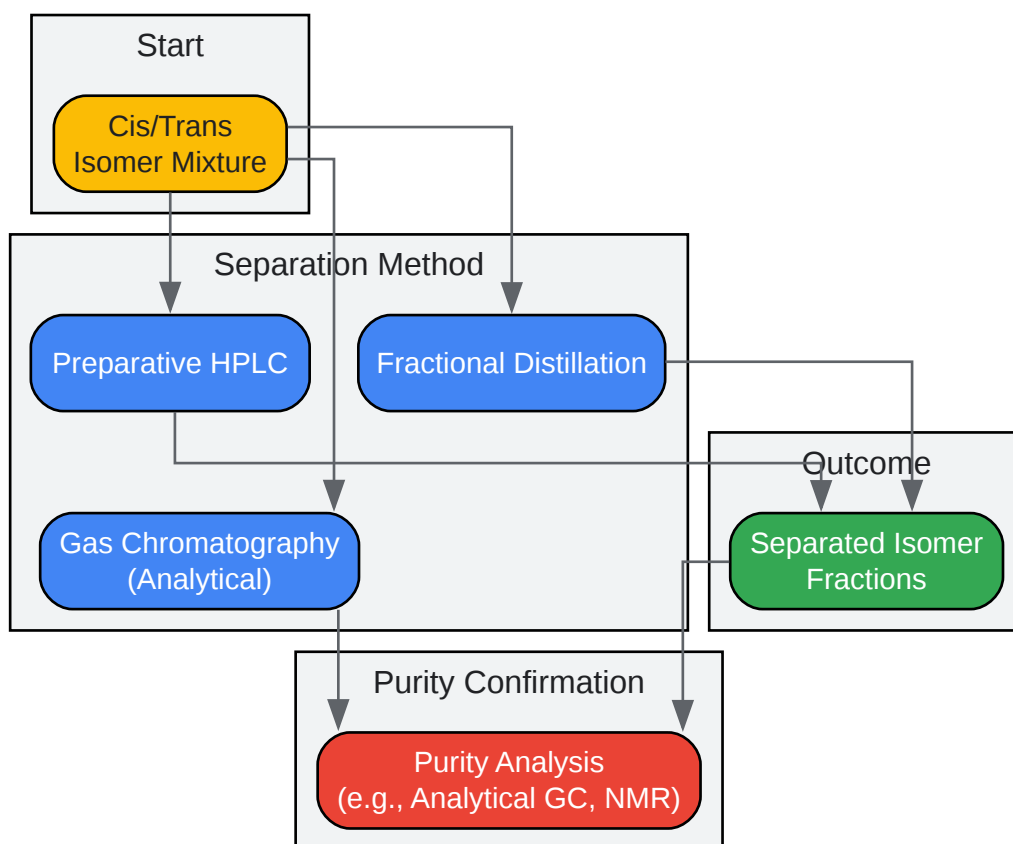 Start
Cis/Trans
Isomer Mixture
Separation Method
Preparative HPLC
Fractional Distillation
Outcome
Gas Chromatography
(Analytical)
Separated Isomer
Fractions
Purity Confirmation
Purity Analysis
(e.g., Analytical GC, NMR)